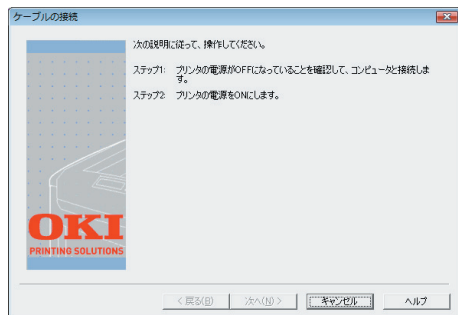 ケーブルの接続
次の説明に従って、操作してください。
ステップ1: プリンタの電源がOFFになっていることを確認して、コンピュータと接続しま
す。
ステップ2: プリンタの電源をONにします。
OKI
PRINTING SOLUTIONS
< 戻る(B) 次へ(N) > キャンセル ヘルプ